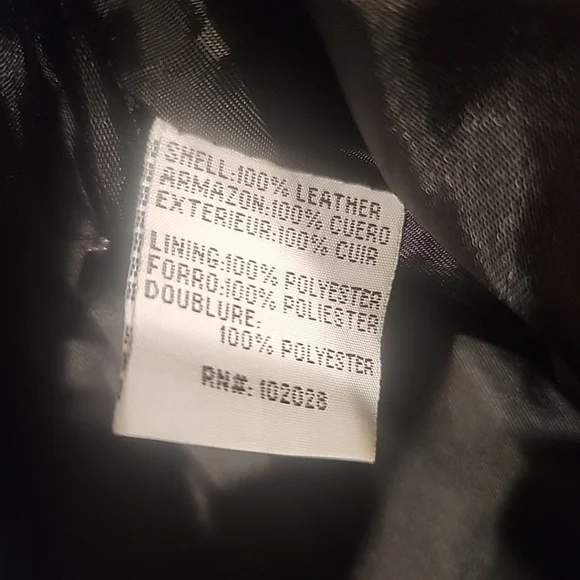 SHELL:100% LEATHER
ARMAZON:100% CUERO
EXTERIEUR:100% CUIR
LINING:100% POLYESTER
FORRO:100% POLIESTER
DOUBLURE:
100% POLYESTER
RN#: 102028